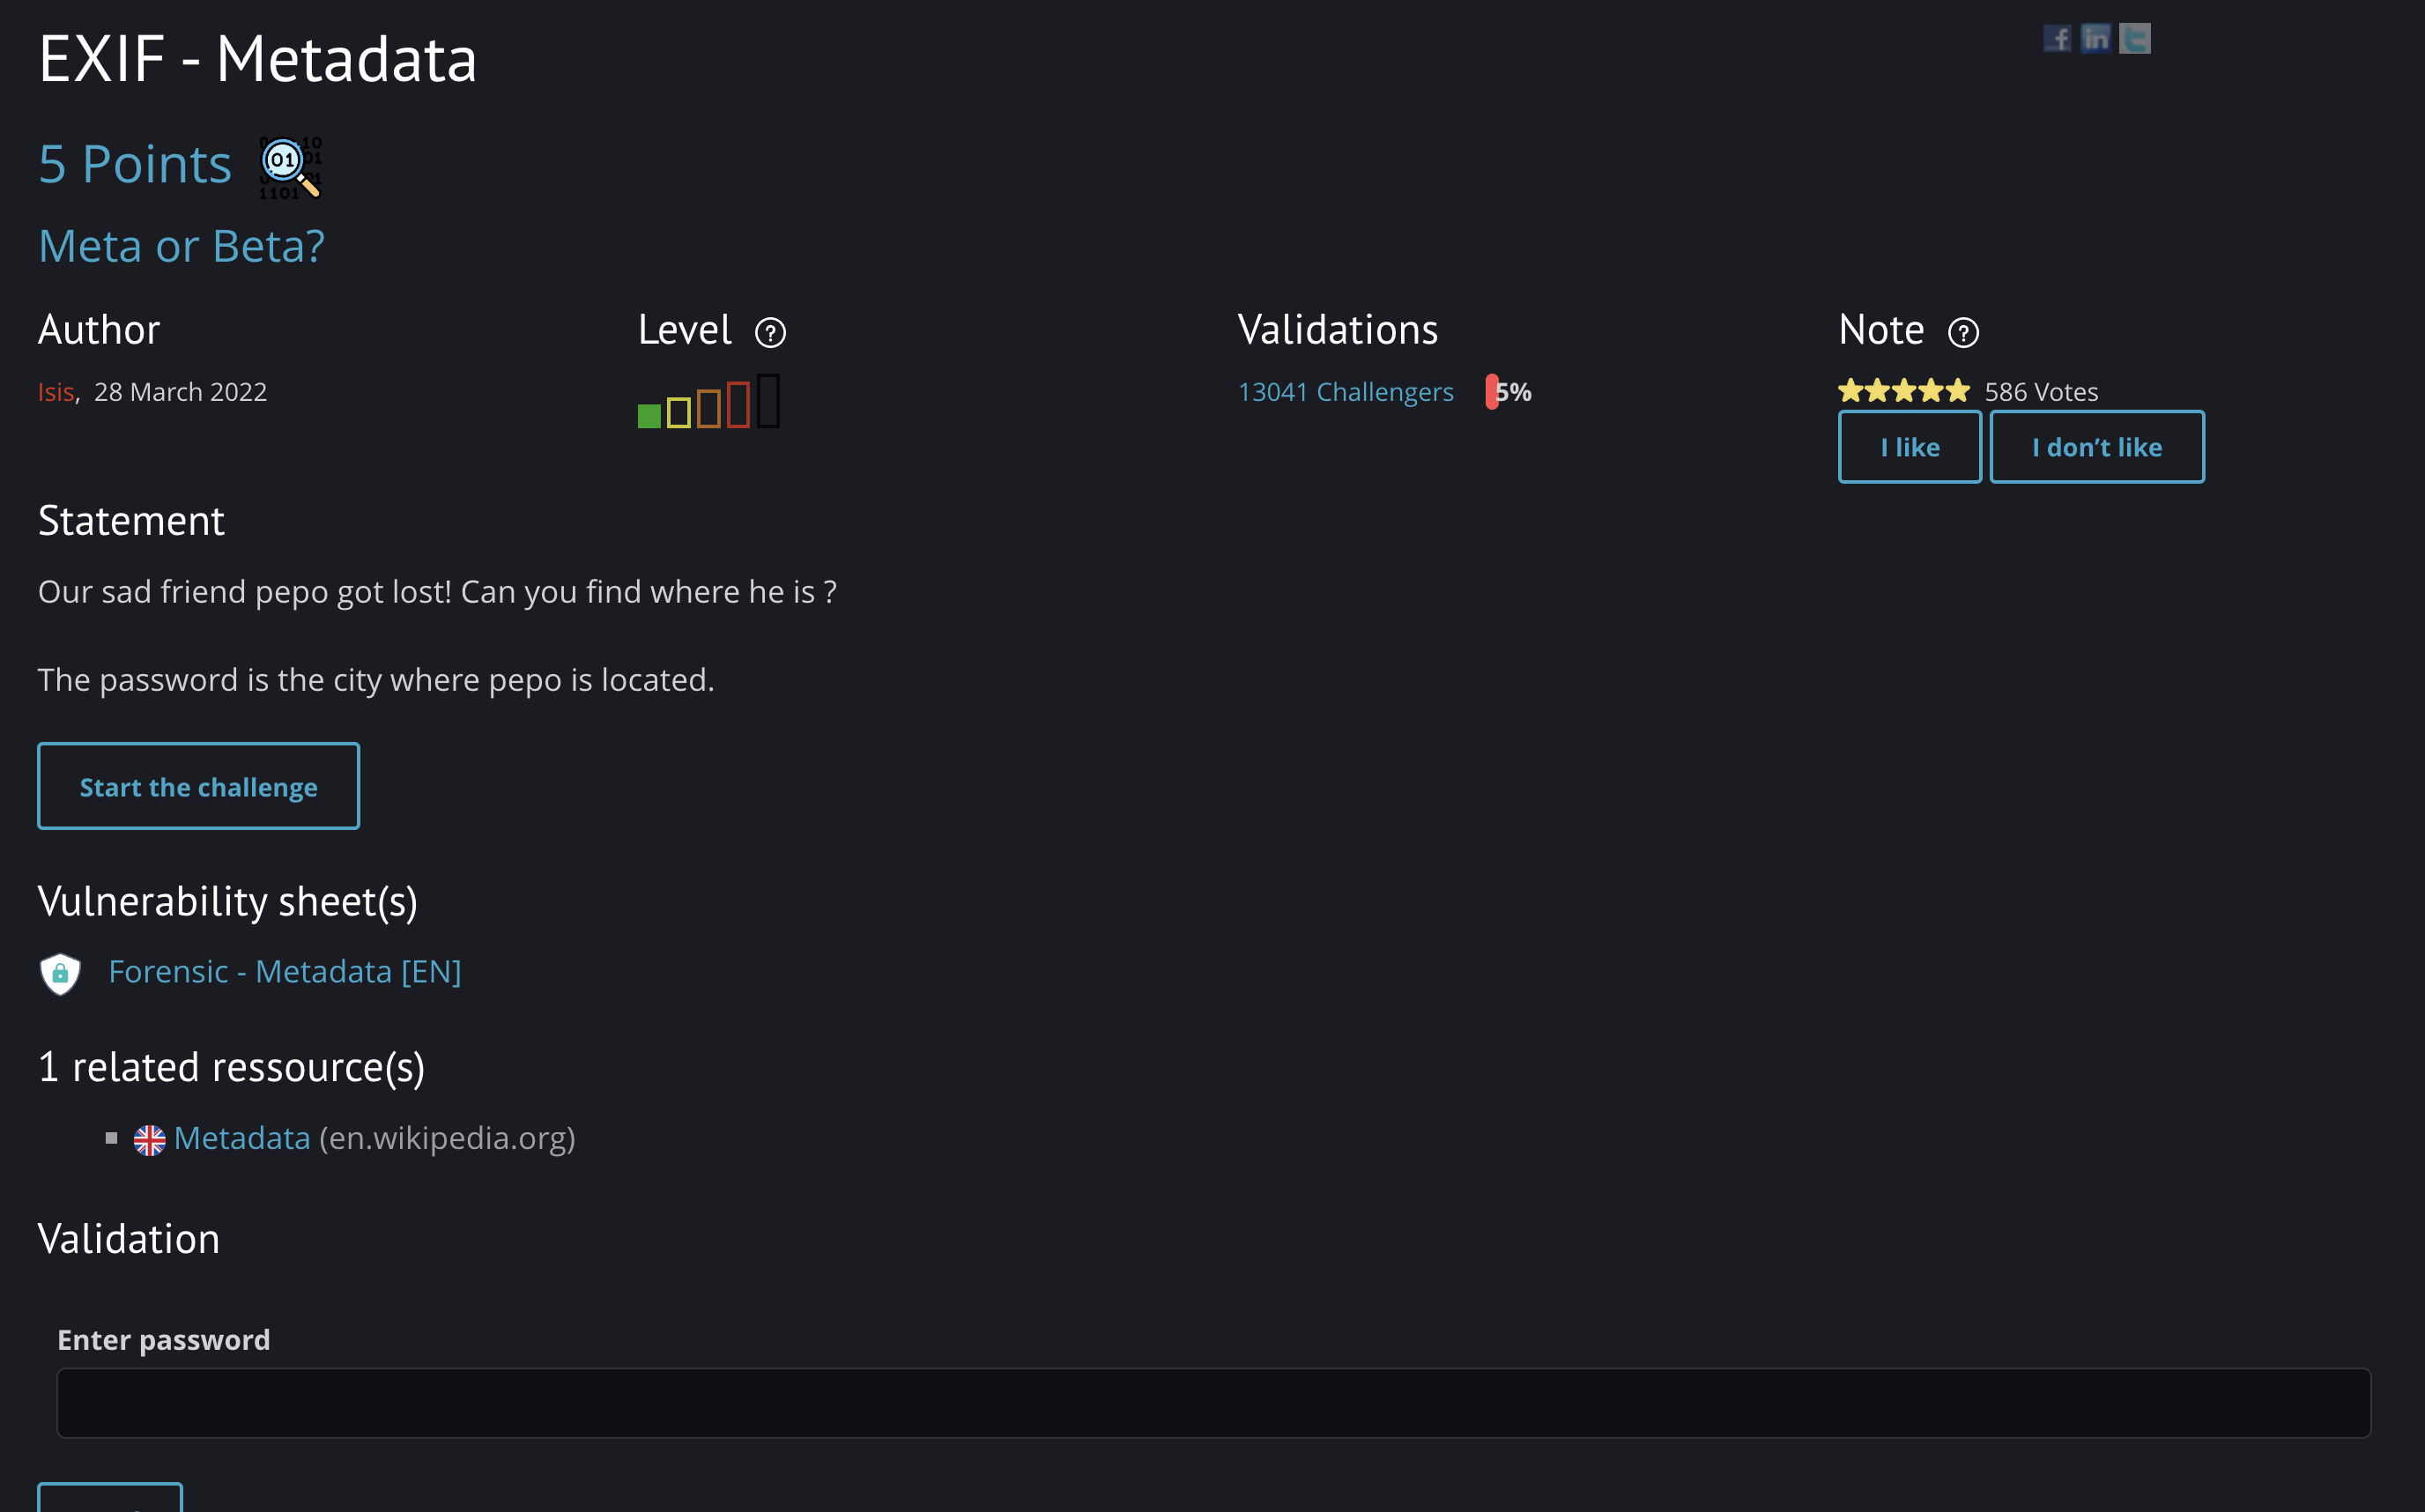 EXIF - Metadata
5 Points
Meta or Beta?
Author
Level ?
Validations
Note ?
Isis, 28 March 2022
13041 Challengers 5%
586 Votes
I like
I don’t like
Statement
Our sad friend pepo got lost! Can you find where he is ?
The password is the city where pepo is located.
Start the challenge
Vulnerability sheet(s)
Forensic - Metadata [EN]
1 related ressource(s)
Metadata (en.wikipedia.org)
Validation
Enter password